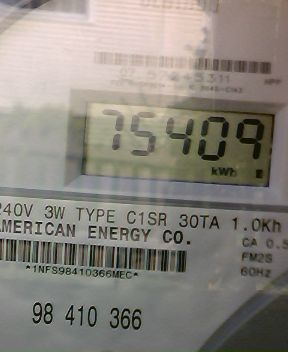 75409
kWh
240V 3W TYPE C1SR 30TA 1.0Kh
AMERICAN ENERGY CO.
CA 0.5
FM2S
60Hz
*1NFS98410366MEC*
98 410 366